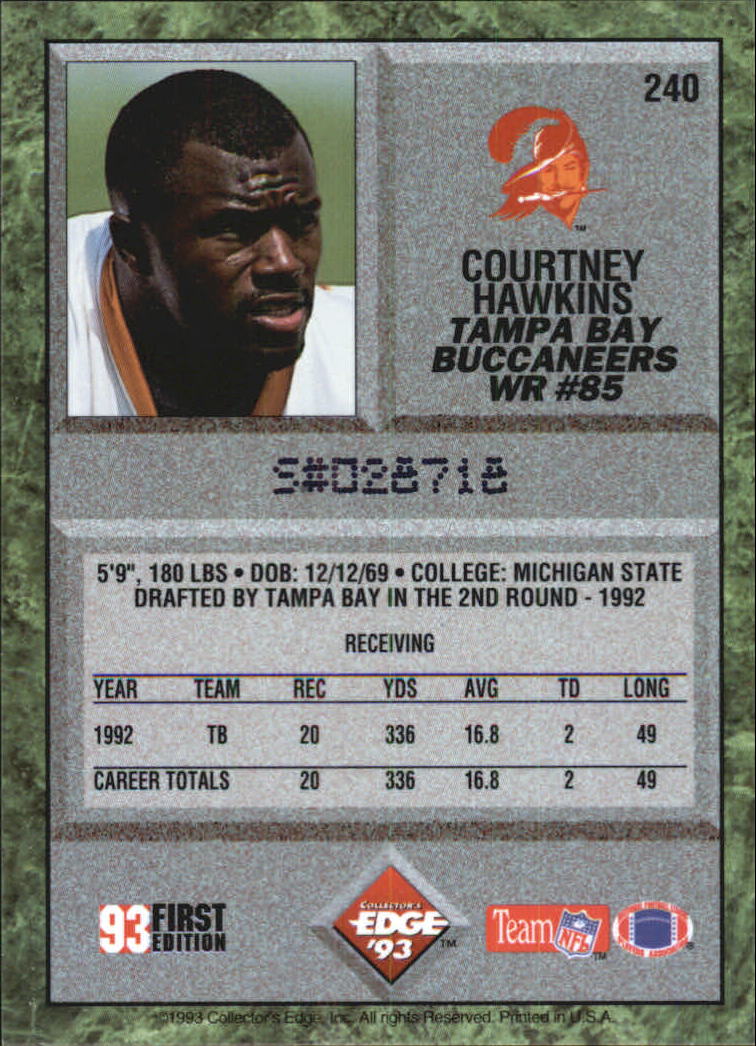 240
COURTNEY
HAWKINS
TAMPA BAY
BUCCANEERS
WR #85
S#028718
5'9", 180 LBS • DOB: 12/12/69 • COLLEGE: MICHIGAN STATE
DRAFTED BY TAMPA BAY IN THE 2ND ROUND - 1992
RECEIVING
YEAR TEAM REC YDS AVG TD LONG
1992 TB 20 336 16.8 2 49
CAREER TOTALS 20 336 16.8 2 49
93 FIRST
EDITION
COLLECTOR'S
EDGE
'93 TM
Team NFL TM
©1993 Collector's Edge, Inc. All rights Reserved. Printed in U.S.A.